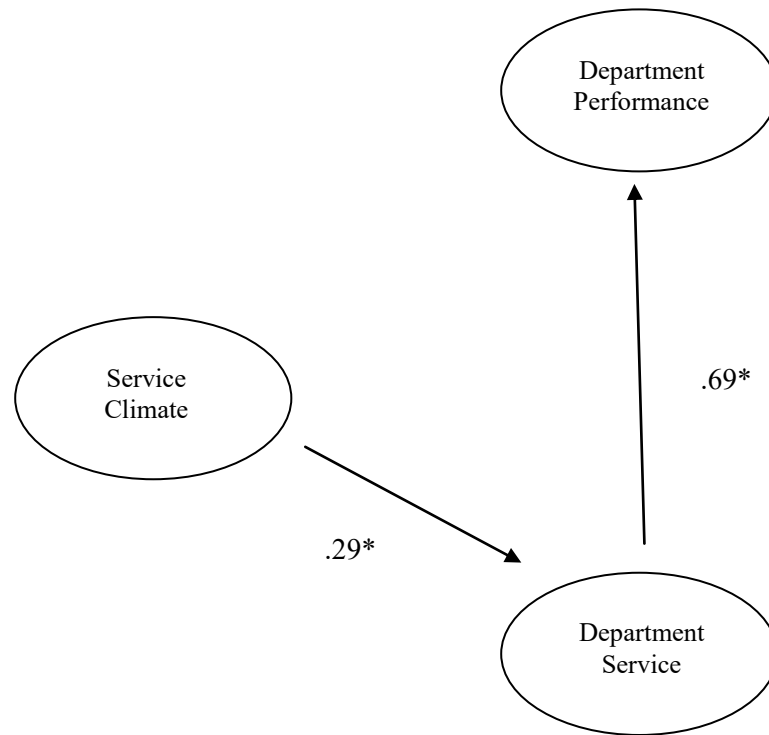 Department
Performance
Service
Climate
.69*
.29*
Department
Service